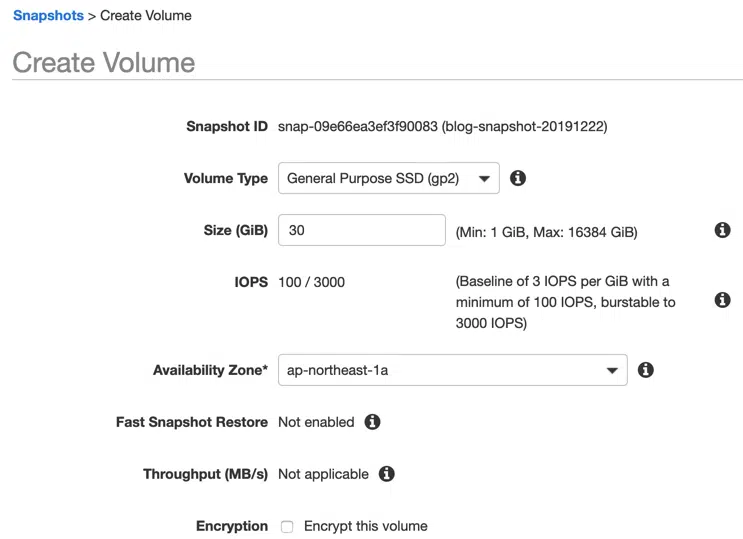 Snapshots > Create Volume
Create Volume
Snapshot ID snap-09e66ea3ef3f90083 (blog-snapshot-20191222)
Volume Type General Purpose SSD (gp2)
Size (GiB) 30 (Min: 1 GiB, Max: 16384 GiB)
IOPS 100 / 3000 (Baseline of 3 IOPS per GiB with a
minimum of 100 IOPS, burstable to
3000 IOPS)
Availability Zone* ap-northeast-1a
Fast Snapshot Restore Not enabled
Throughput (MB/s) Not applicable
Encryption Encrypt this volume